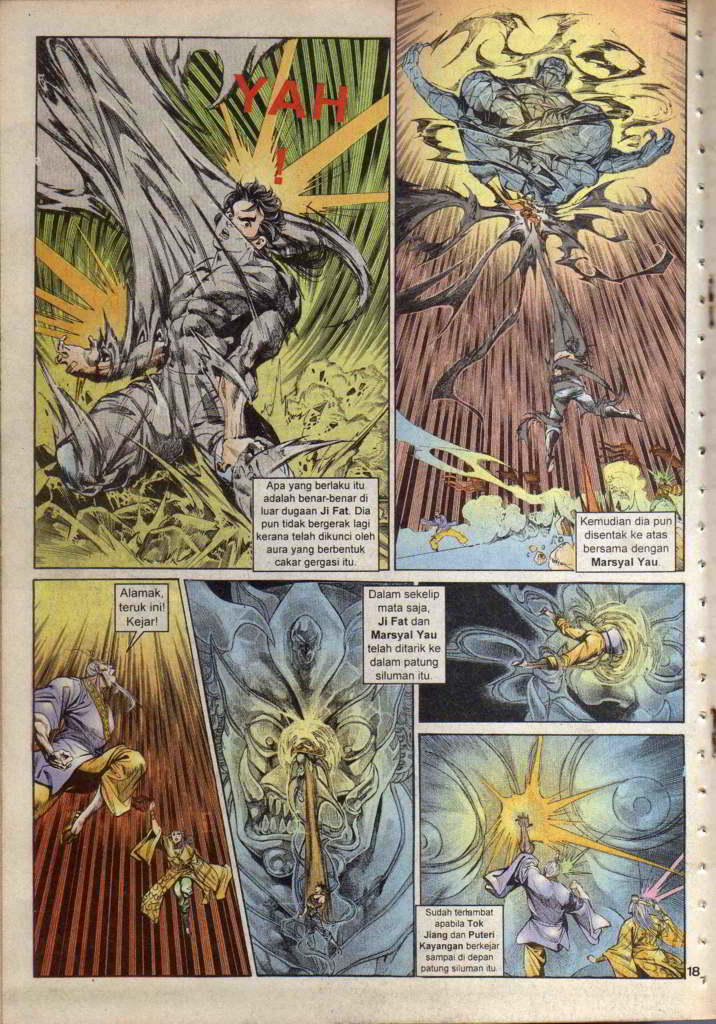 YAH
!
Apa yang berlaku itu
adalah benar-benar di
luar dugaan Ji Fat. Dia
pun tidak bergerak lagi
kerana telah dikunci oleh
aura yang berbentuk
cakar gergasi itu.
Kemudian dia pun
disentak ke atas
bersama dengan
Marsyal Yau.
Alamak,
teruk ini!
Kejar!
Dalam sekelip
mata saja,
Ji Fat dan
Marsyal Yau
telah ditarik ke
dalam patung
siluman itu.
Sudah terlambat
apabila Tok
Jiang dan Puteri
Kayangan berkejar
sampai di depan
patung siluman itu.
18